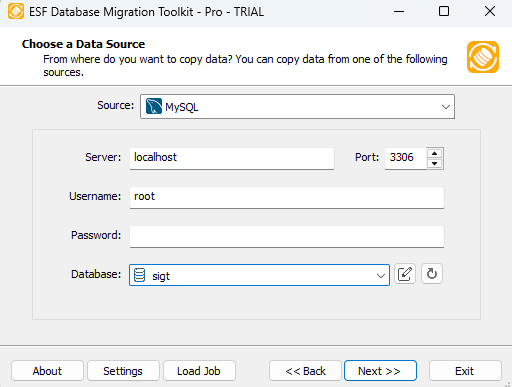 ESF Database Migration Toolkit - Pro - TRIAL
Choose a Data Source
From where do you want to copy data? You can copy data from one of the following
sources.
Source: MySQL
Server: localhost Port: 3306
Username: root
Password:
Database: sigt
About Settings Load Job << Back Next >> Exit